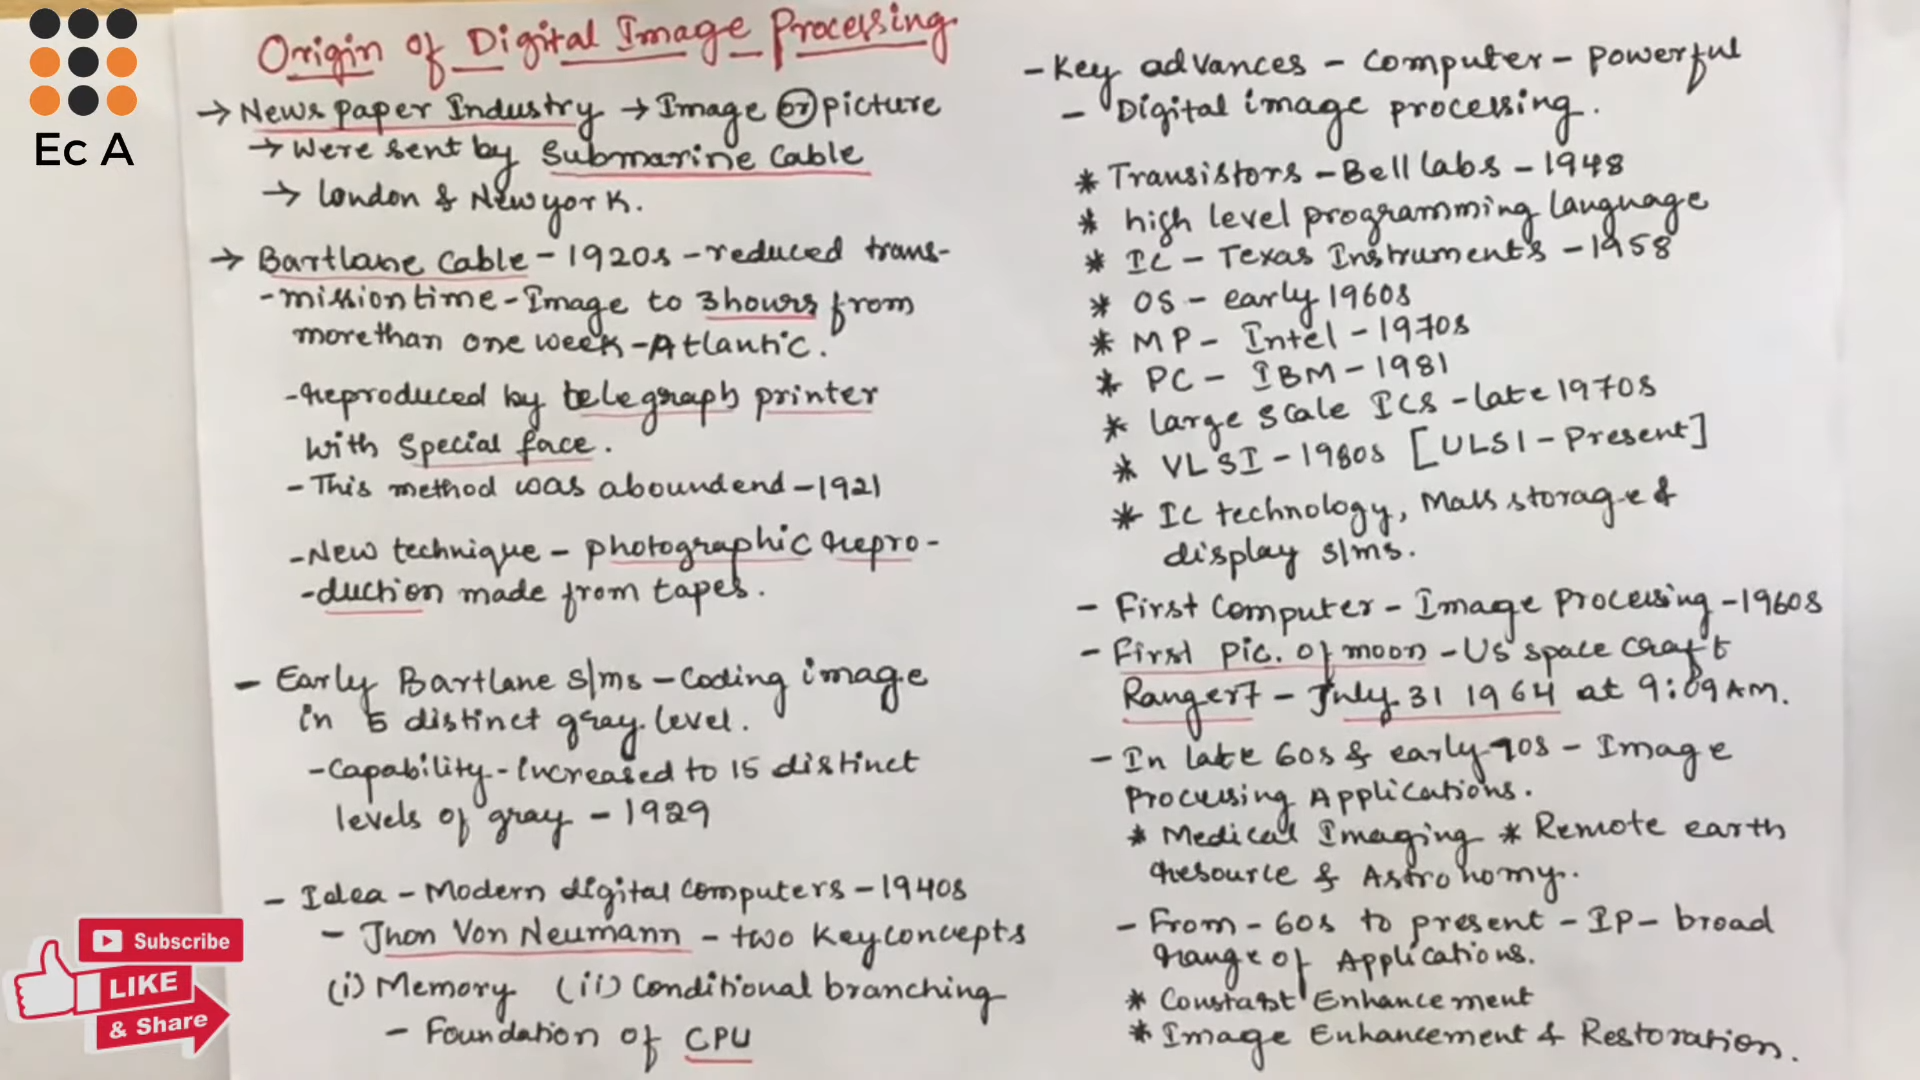 Ec A
Origin of Digital Image Processing
→ News paper Industry → Image or picture
→ Were sent by Submarine Cable
→ London & Newyork.
→ Bartlane Cable - 1920s - reduced trans-
-mission time - Image to 3 hours from
more than one week - Atlantic.
- Reproduced by telegraph printer
with Special face.
- This method was aboundend - 1921
- New technique - photographic repro-
-duction made from tapes.
- Early Bartlane s/ms - Coding image
in 5 distinct gray level.
- Capability - Increased to 15 distinct
levels of gray - 1929
- Idea - Modern digital computers - 1940s
- Jhon Von Neumann - two key concepts
(i) Memory (ii) Conditional branching
- Foundation of CPU
- Key advances - Computer - Powerful
- Digital image processing.
* Transistors - Bell labs - 1948
* high level programming language
* IC - Texas Instruments - 1958
* OS - early 1960s
* MP - Intel - 1970s
* PC - IBM - 1981
* large scale ICs - late 1970s
* VLSI - 1980s [ULSI - Present]
* IC technology, Mass storage &
display s/ms.
- First Computer - Image Processing - 1960s
- First Pic. of moon - US space craft
Ranger7 - July 31 1964 at 9:09 AM.
- In late 60s & early 70s - Image
Processing Applications.
* Medical Imaging * Remote earth
resource & Astronomy.
- From - 60s to present - IP - broad
range of Applications.
* Enhancement
* Image Enhancement & Restoration.
Subscribe
LIKE
& Share